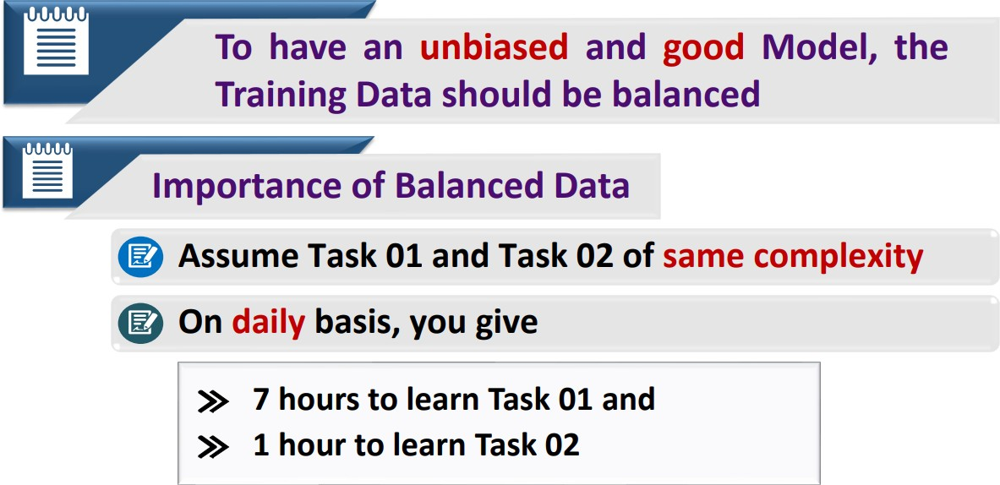 To have an unbiased and good Model, the
Training Data should be balanced
Importance of Balanced Data
Assume Task 01 and Task 02 of same complexity
On daily basis, you give
7 hours to learn Task 01 and
1 hour to learn Task 02